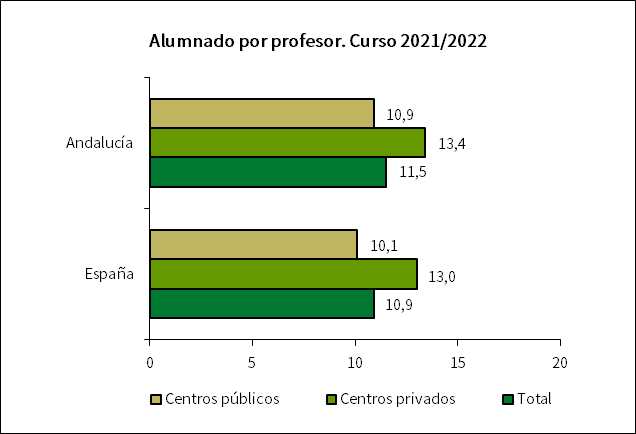 Alumnado por profesor. Curso 2021/2022
10,9
Andalucía
13,4
11,5
10,1
España
13,0
10,9
0 5 10 15 20
Centros públicos Centros privados Total